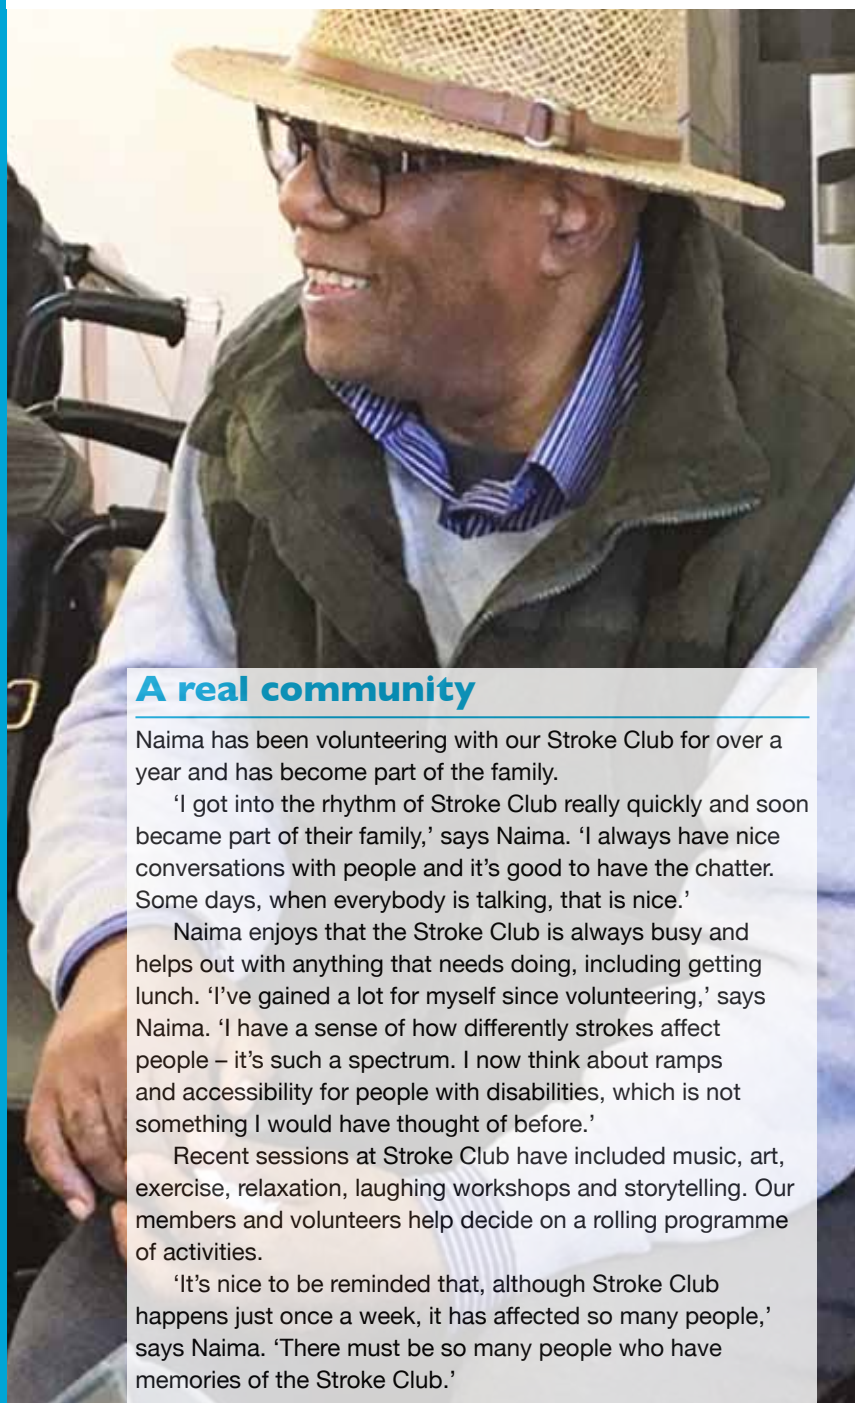 A real community
Naima has been volunteering with our Stroke Club for over a
year and has become part of the family.
‘I got into the rhythm of Stroke Club really quickly and soon
became part of their family,’ says Naima. ‘I always have nice
conversations with people and it’s good to have the chatter.
Some days, when everybody is talking, that is nice.’
Naima enjoys that the Stroke Club is always busy and
helps out with anything that needs doing, including getting
lunch. ‘I’ve gained a lot for myself since volunteering,’ says
Naima. ‘I have a sense of how differently strokes affect
people – it’s such a spectrum. I now think about ramps
and accessibility for people with disabilities, which is not
something I would have thought of before.’
Recent sessions at Stroke Club have included music, art,
exercise, relaxation, laughing workshops and storytelling. Our
members and volunteers help decide on a rolling programme
of activities.
‘It’s nice to be reminded that, although Stroke Club
happens just once a week, it has affected so many people,’
says Naima. ‘There must be so many people who have
memories of the Stroke Club.’